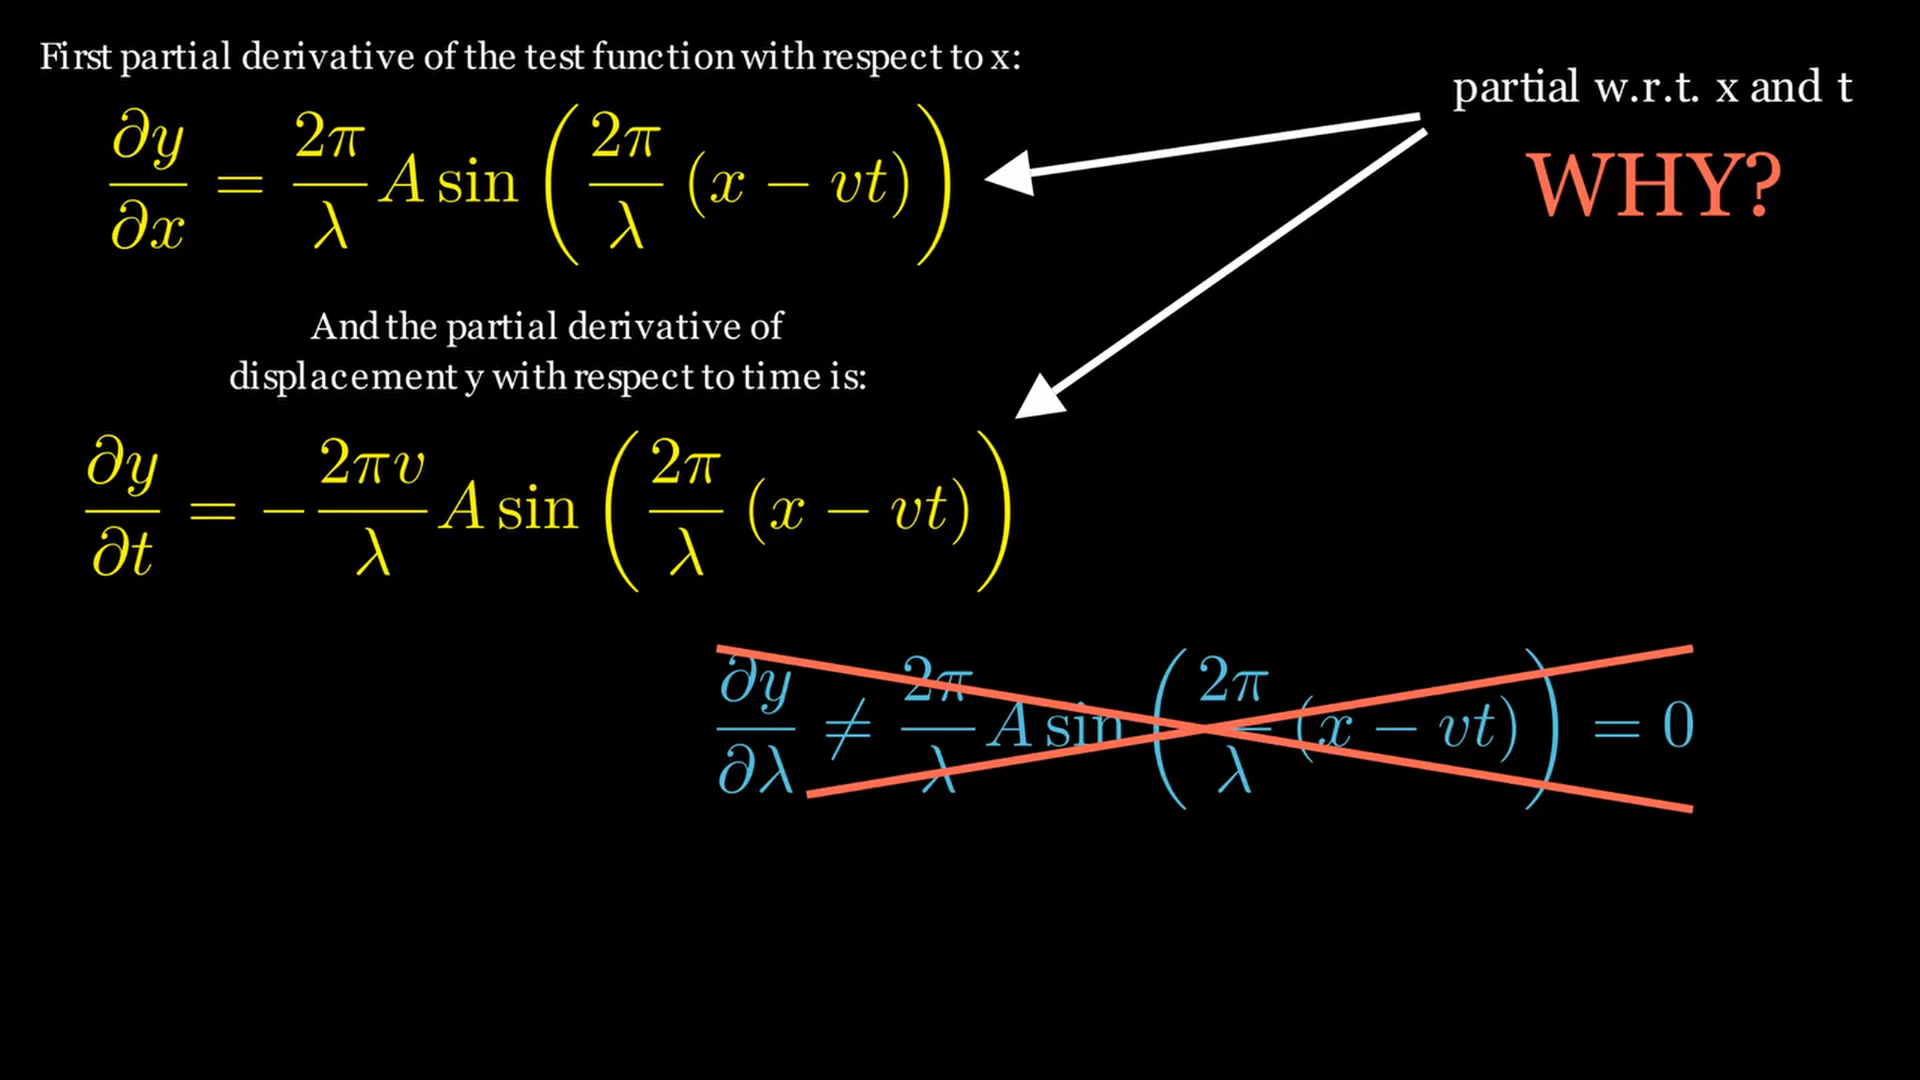 First partial derivative of the test function with respect to x:
partial w.r.t. x and t
WHY?
∂y/∂x = 2π/λ A sin (2π/λ (x − vt))
And the partial derivative of
displacement y with respect to time is:
∂y/∂t = − 2πv/λ A sin (2π/λ (x − vt))
∂y/∂λ ≠ 2π/λ A sin (2π/λ (x − vt)) = 0